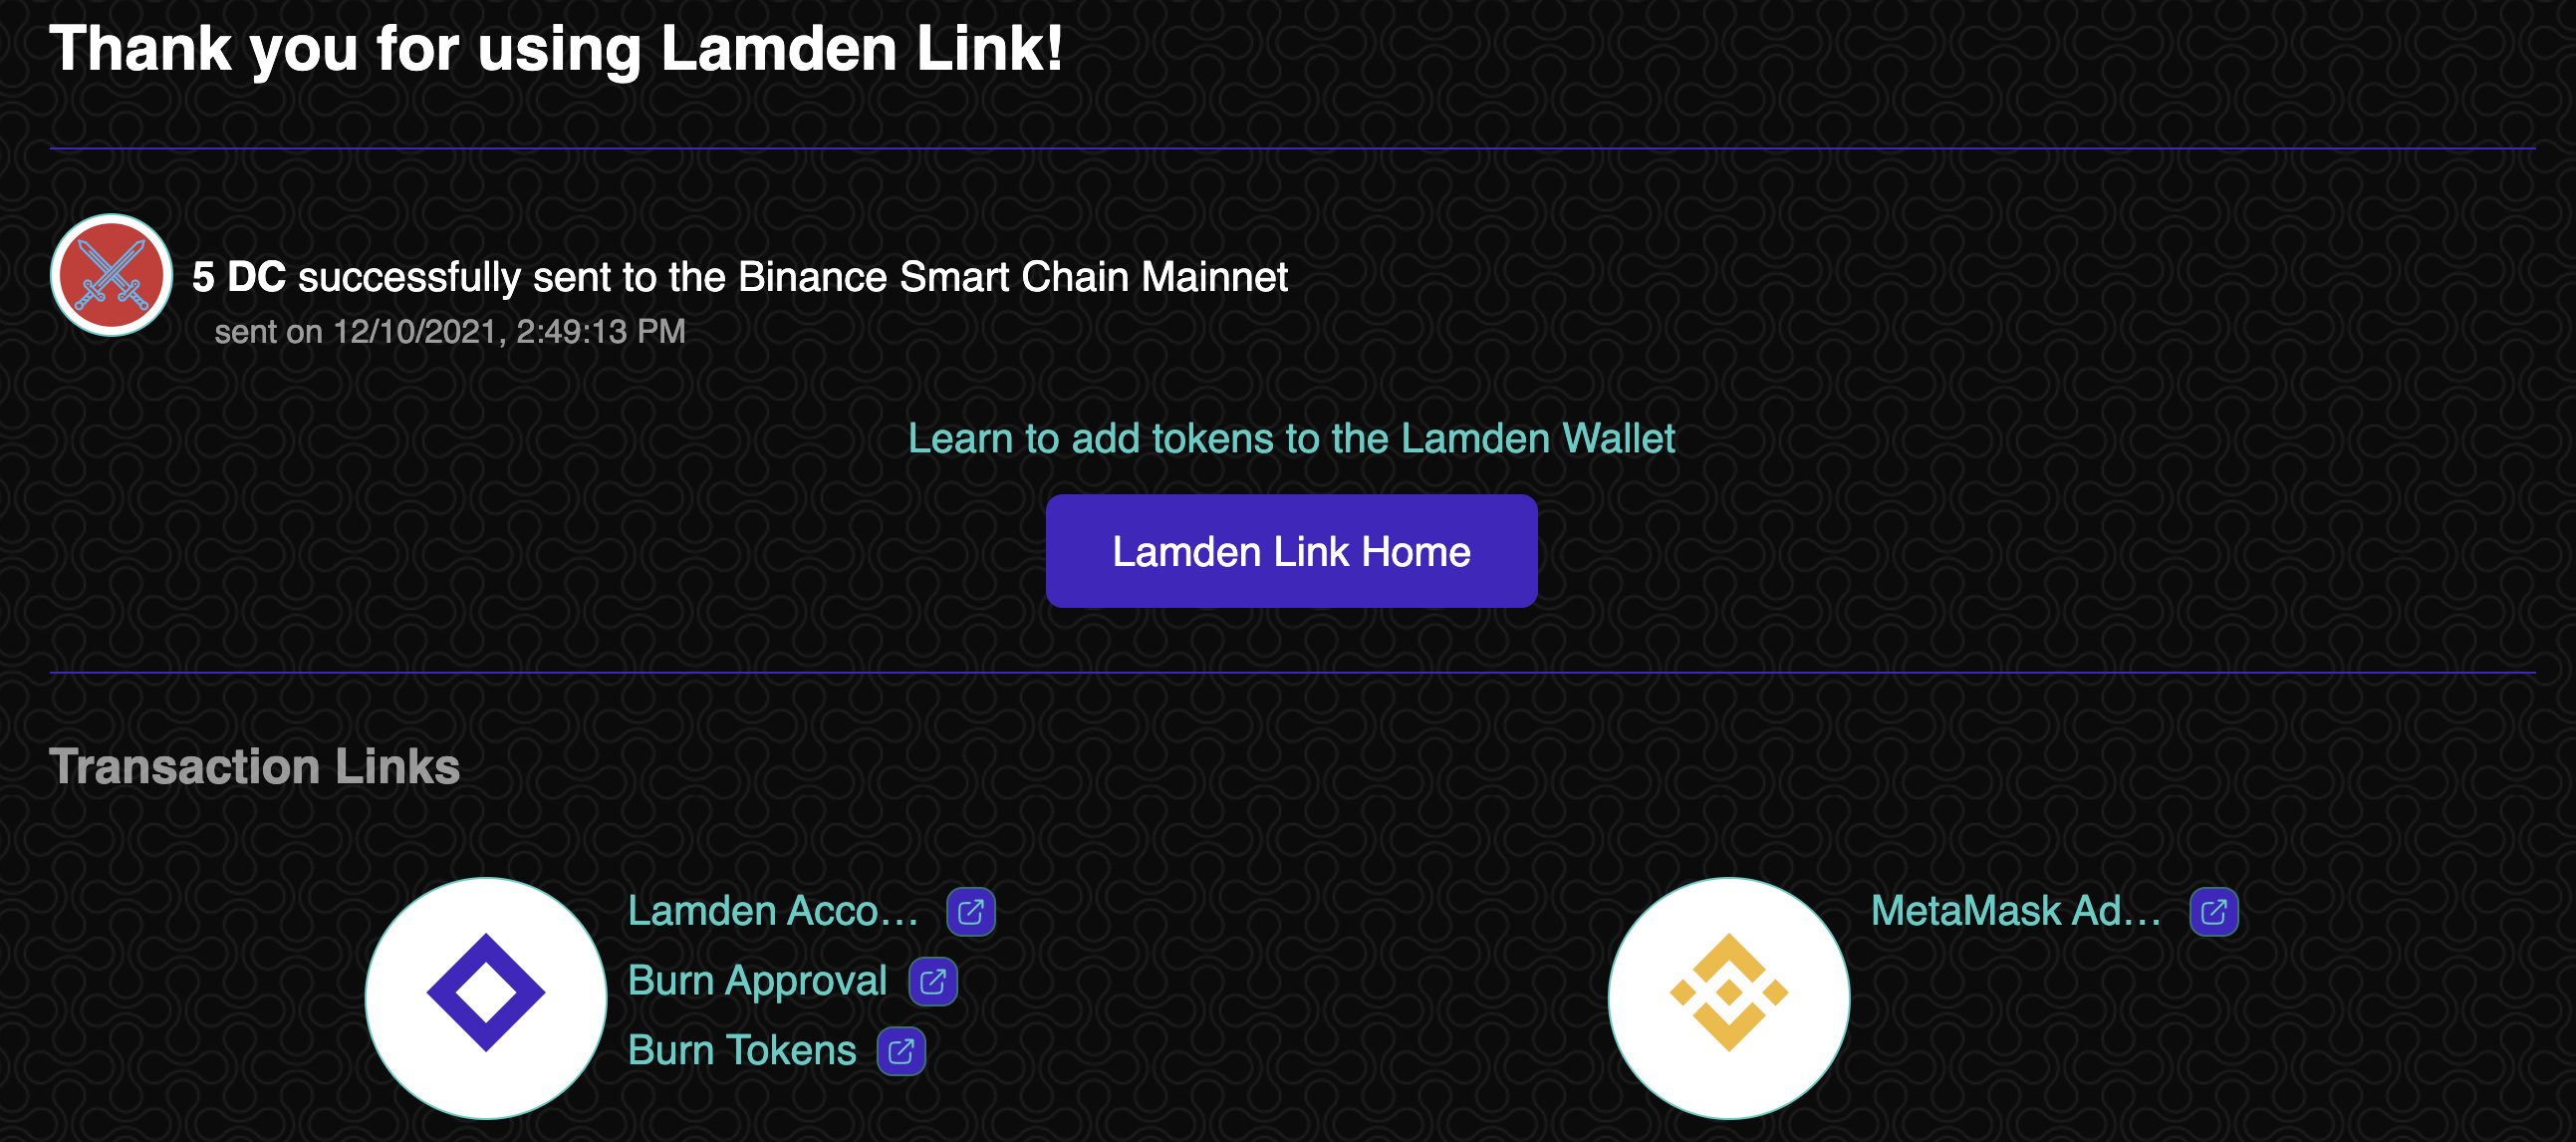 Thank you for using Lamden Link!
5 DC successfully sent to the Binance Smart Chain Mainnet
sent on 12/10/2021, 2:49:13 PM
Learn to add tokens to the Lamden Wallet
Lamden Link Home
Transaction Links
Lamden Acco...
Burn Approval
Burn Tokens
MetaMask Ad...